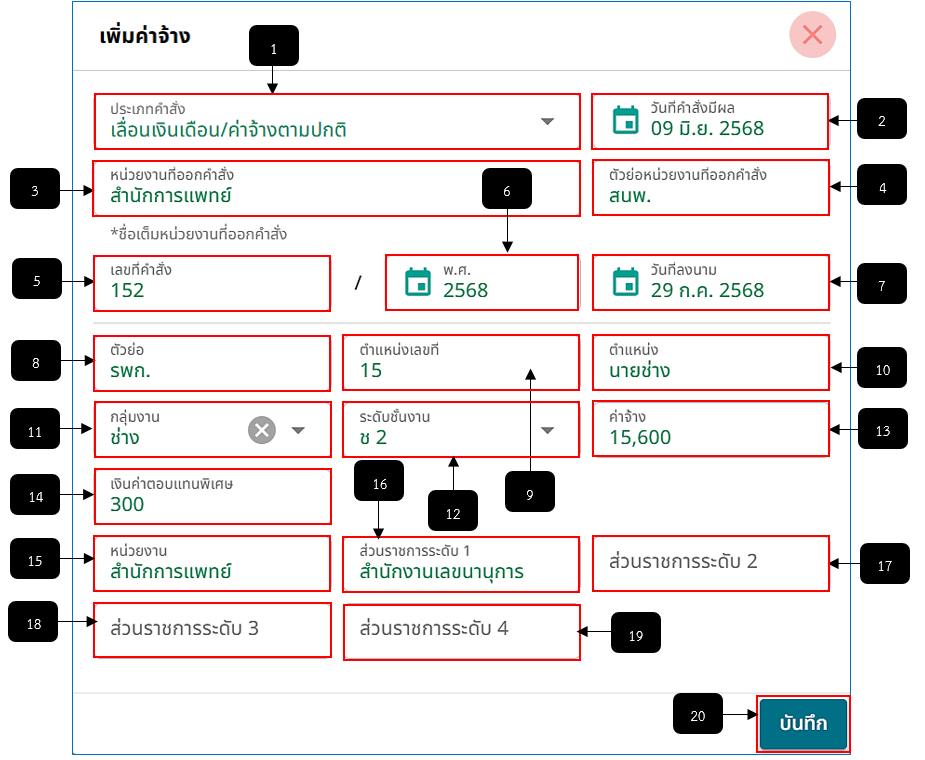 เพิ่มค่าจ้าง
1
ประเภทคำสั่ง
เลื่อนเงินเดือน/ค่าจ้างตามปกติ
วันที่คำสั่งมีผล
09 มิ.ย. 2568
2
3
หน่วยงานที่ออกคำสั่ง
สำนักการแพทย์
6
ตัวย่อหน่วยงานที่ออกคำสั่ง
สนพ.
4
*ชื่อเต็มหน่วยงานที่ออกคำสั่ง
5
เลขที่คำสั่ง
152
/
พ.ศ.
2568
วันที่ลงนาม
29 ก.ค. 2568
7
8
ตัวย่อ
รพก.
ตำแหน่งเลขที่
15
ตำแหน่ง
นายช่าง
10
11
กลุ่มงาน
ช่าง
ระดับชั้นงาน
ช 2
ค่าจ้าง
15,600
13
14
เงินค่าตอบแทนพิเศษ
300
16
12
9
15
หน่วยงาน
สำนักการแพทย์
ส่วนราชการระดับ 1
สำนักงานเลขานุการ
ส่วนราชการระดับ 2
17
18
ส่วนราชการระดับ 3
ส่วนราชการระดับ 4
19
20
บันทึก